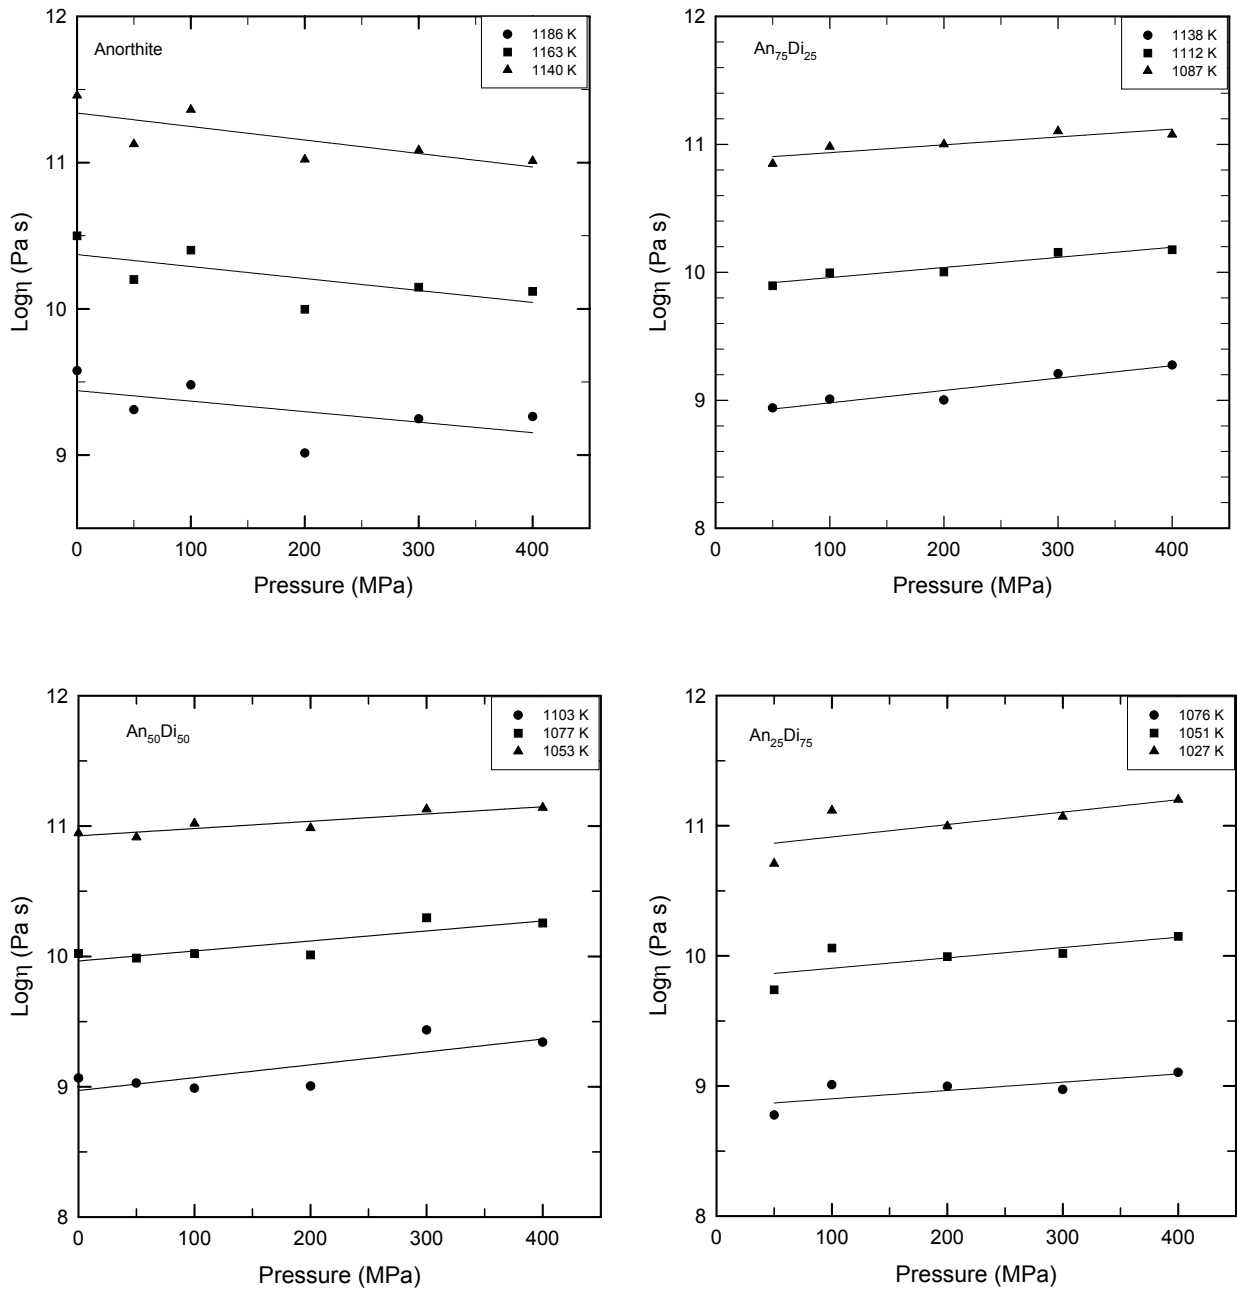 Anorthite
1186 K
1163 K
1140 K
12
11
10
9
Logη (Pa s)
0 100 200 300 400
Pressure (MPa)
An75Di25
1138 K
1112 K
1087 K
12
11
10
9
8
Logη (Pa s)
0 100 200 300 400
Pressure (MPa)
An50Di50
1103 K
1077 K
1053 K
12
11
10
9
8
Logη (Pa s)
0 100 200 300 400
Pressure (MPa)
An25Di75
1076 K
1051 K
1027 K
12
11
10
9
8
Logη (Pa s)
0 100 200 300 400
Pressure (MPa)